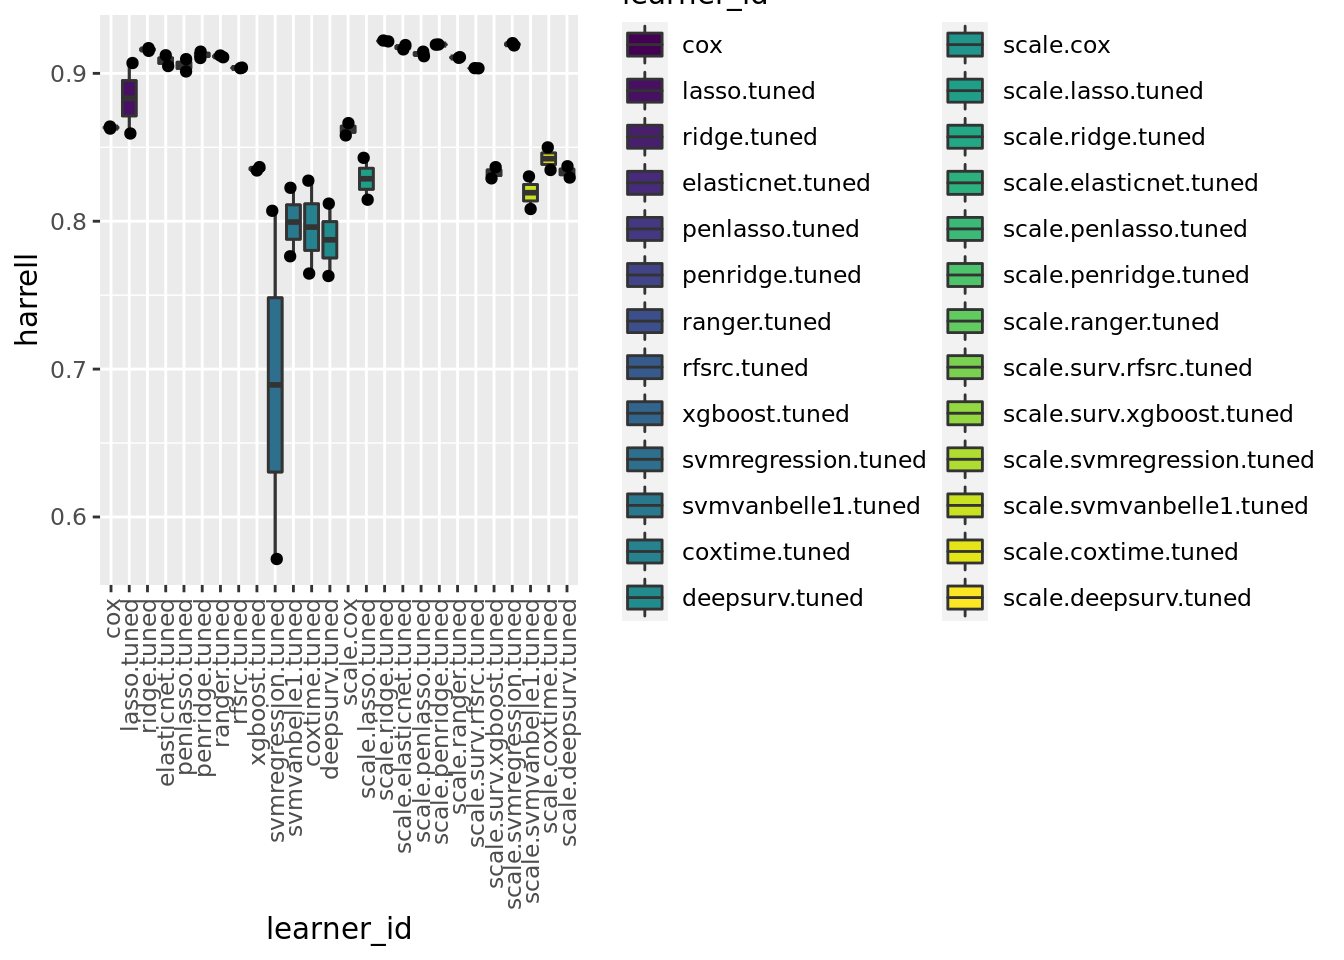 learner_id
cox
lasso.tuned
ridge.tuned
elasticnet.tuned
penlasso.tuned
penridge.tuned
ranger.tuned
rfsrc.tuned
xgboost.tuned
svmregression.tuned
svmvanbelle1.tuned
coxtime.tuned
deepsurv.tuned
scale.cox
scale.lasso.tuned
scale.ridge.tuned
scale.elasticnet.tuned
scale.penlasso.tuned
scale.penridge.tuned
scale.ranger.tuned
scale.surv.rfsrc.tuned
scale.surv.xgboost.tuned
scale.svmregression.tuned
scale.svmvanbelle1.tuned
scale.coxtime.tuned
scale.deepsurv.tuned
harrell
0.9
0.8
0.7
0.6
cox
lasso.tuned
ridge.tuned
elasticnet.tuned
penlasso.tuned
penridge.tuned
ranger.tuned
rfsrc.tuned
xgboost.tuned
svmregression.tuned
svmvanbelle1.tuned
coxtime.tuned
deepsurv.tuned
scale.cox
scale.lasso.tuned
scale.ridge.tuned
scale.elasticnet.tuned
scale.penlasso.tuned
scale.penridge.tuned
scale.ranger.tuned
scale.surv.rfsrc.tuned
scale.surv.xgboost.tuned
scale.svmregression.tuned
scale.svmvanbelle1.tuned
scale.coxtime.tuned
scale.deepsurv.tuned
learner_id